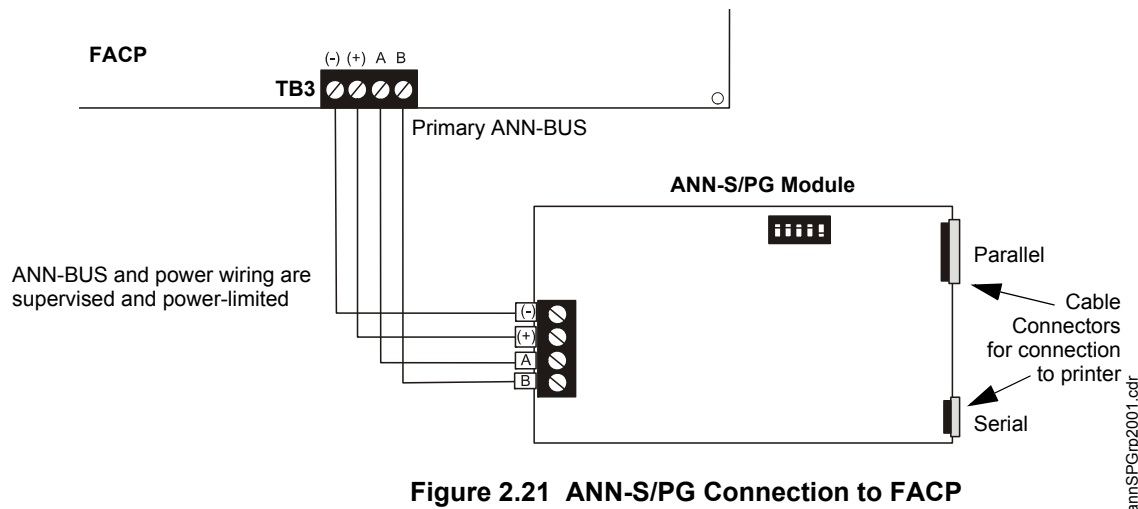 FACP
(-) (+) A B
TB3
Primary ANN-BUS
ANN-S/PG Module
ANN-BUS and power wiring are
supervised and power-limited
(-)
(+)
A
B
Parallel
Cable
Connectors
for connection
to printer
Serial
annSPGrp2001.cdr
Figure 2.21 ANN-S/PG Connection to FACP